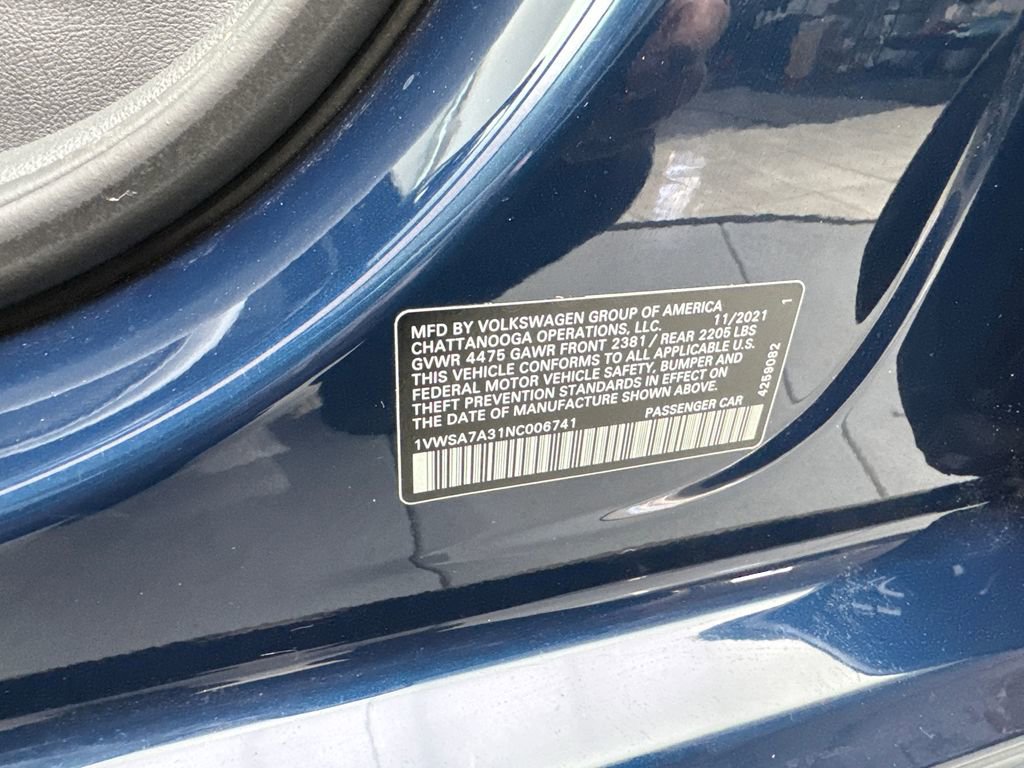 MFD BY VOLKSWAGEN GROUP OF AMERICA
CHATTANOOGA OPERATIONS, LLC. 11/2021 1
GVWR 4475 GAWR FRONT 2381 / REAR 2205 LBS
THIS VEHICLE CONFORMS TO ALL APPLICABLE U.S.
FEDERAL MOTOR VEHICLE SAFETY, BUMPER AND
THEFT PREVENTION STANDARDS IN EFFECT ON
THE DATE OF MANUFACTURE SHOWN ABOVE.
1VWSA7A31NC006741 PASSENGER CAR
4259082